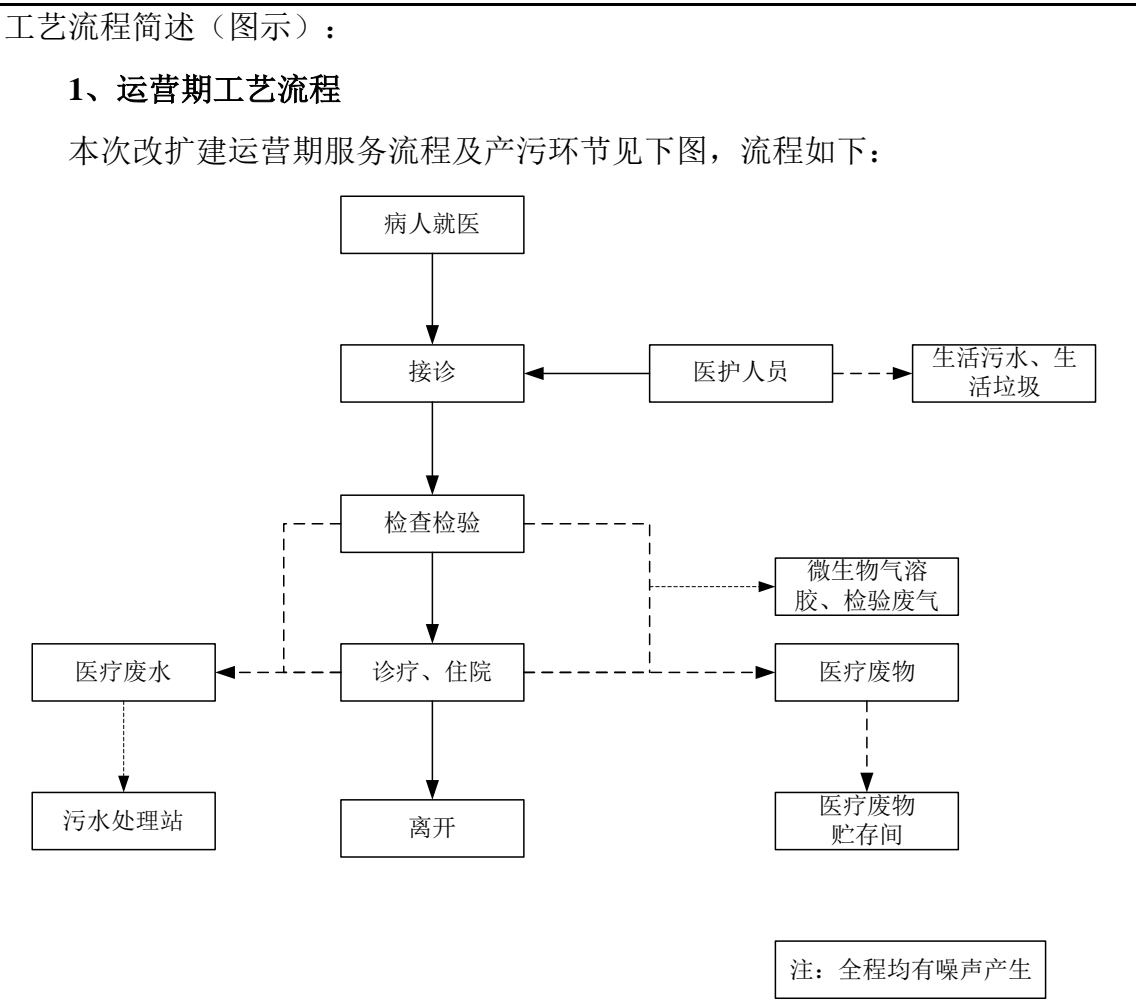 工艺流程简述（图示）：
1、运营期工艺流程
本次改扩建运营期服务流程及产污环节见下图，流程如下：
病人就医
接诊
医护人员
生活污水、生
活垃圾
检查检验
微生物气溶
胶、检验废气
医疗废水
诊疗、住院
医疗废物
污水处理站
离开
医疗废物
贮存间
注：全程均有噪声产生